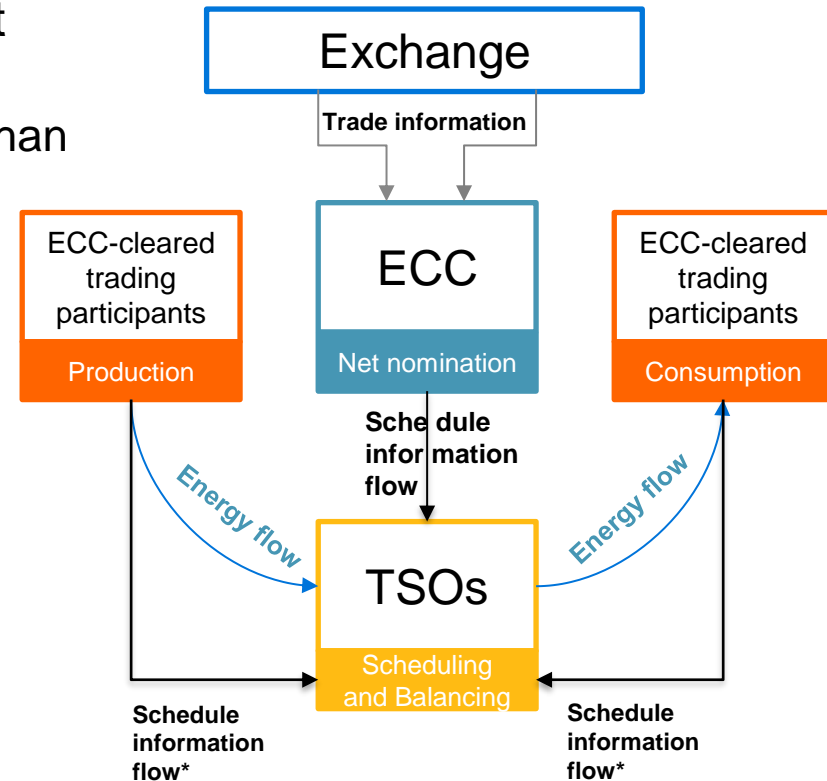 t
Exchange
nan
Trade information
ECC-cleared
trading
participants
Production
ECC
Net nomination
ECC-cleared
trading
participants
Consumption
Sche dule
infor mation
flow
Energy flow
Energy flow
TSOs
Scheduling
and Balancing
Schedule
information
flow*
Schedule
information
flow*